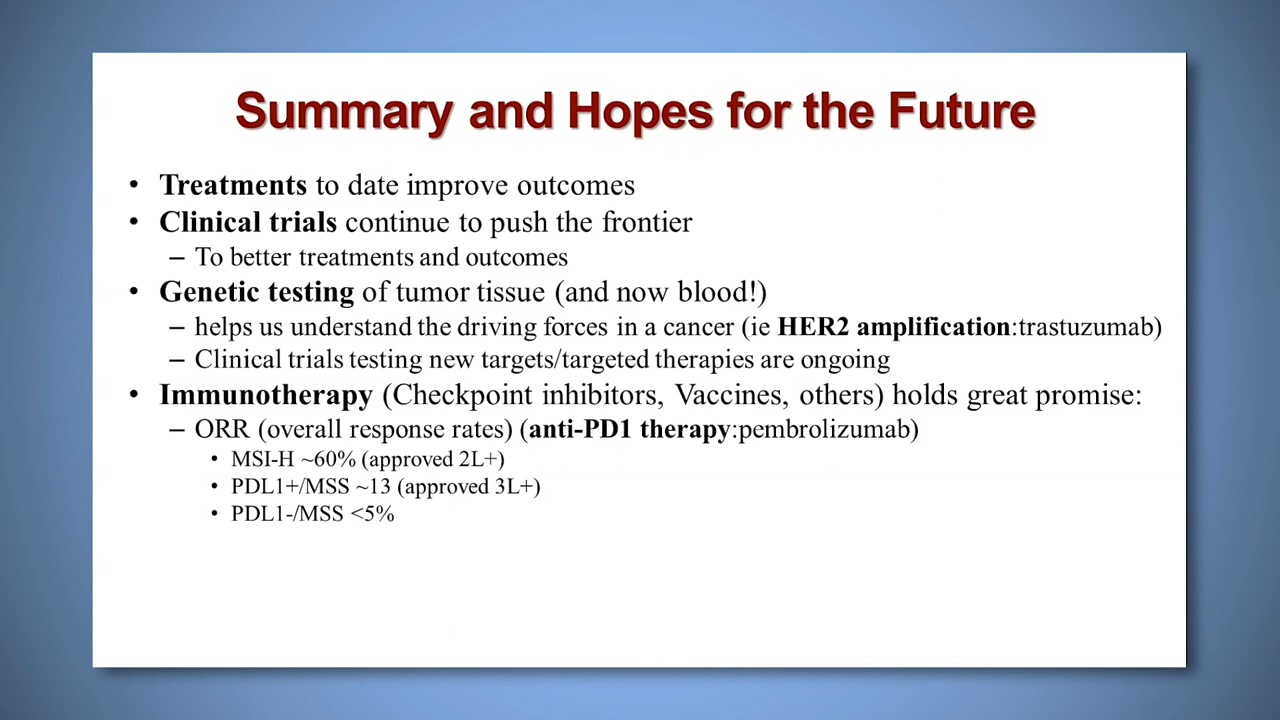 Summary and Hopes for the Future
• Treatments to date improve outcomes
• Clinical trials continue to push the frontier
– To better treatments and outcomes
• Genetic testing of tumor tissue (and now blood!)
– helps us understand the driving forces in a cancer (ie HER2 amplification:trastuzumab)
– Clinical trials testing new targets/targeted therapies are ongoing
• Immunotherapy (Checkpoint inhibitors, Vaccines, others) holds great promise:
– ORR (overall response rates) (anti-PD1 therapy:pembrolizumab)
• MSI-H ~60% (approved 2L+)
• PDL1+/MSS ~13 (approved 3L+)
• PDL1-/MSS <5%